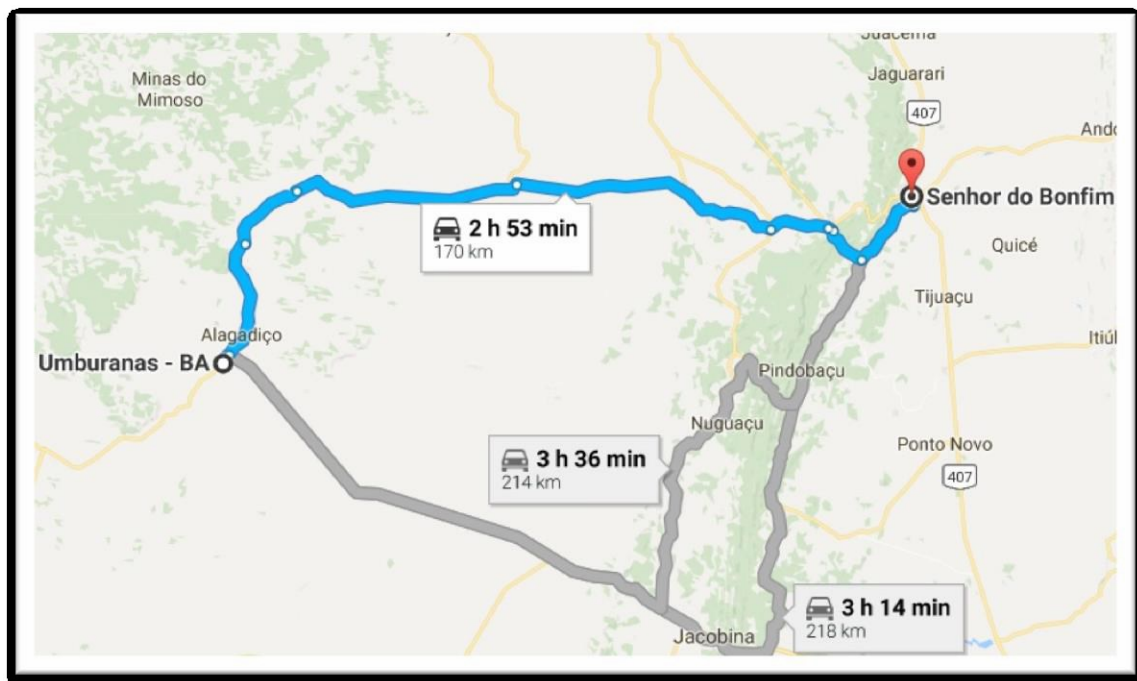 Juacema
Minas do
Mimoso
Jaguarari
407
Senhor do Bonfim
2 h 53 min
170 km
Quicé
Tijuaçu
Alagadiço
Umburanas - BA
Pindobaçu
Nuguaçu
Ponto Novo
3 h 36 min
214 km
407
3 h 14 min
218 km
Jacobina